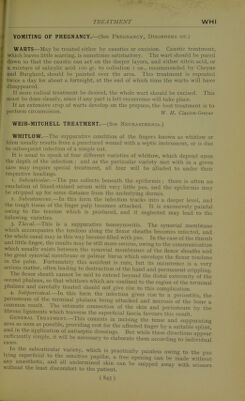 TREATMENT
WHI
VOMITING OF PREGNANCY.—(See PREGNANCY, DISORDERS OF.)
WARTS.—May be treated either by caustics or excision. Caustic treatment,
which leaves little scarring, is sometimes satisfactory. The wart should be pared
down so that the caustic can act on the deeper layers, and either nitric acid, or
a mixture of salicylic acid 100 gr. to collodion 1 oz., recommended by Cheyne
and Burghard, should be painted over the area. This treatment is repeated
twice a day for about a fortnight, at the end of which time the warts will have
disappeared.
If more radical treatment be desired, the whole wart should be excised. This
must be done cleanly, since if any part is left recurrence will take place.
If an extensive crop of warts develop on the prepuce, the best treatment is to
perform circumcision.
W. H. Clayton-Greene
WEIR-MITCHELL TREATMENT.—(See NEURASTHENIA.)
WHITLOW.—The suppurative condition of the fingers known as whitlow or
felon usually results from a punctured wound with a septic instrument, or is due
to subsequent infection of a simple cut.
It is usual to speak of four different varieties of whitlow, which depend upon
the depth of the infection; and as the particular variety met with in a given
case may require special treatment, all four will be alluded to under their
respective headings.
1. Subcuticular.—The pus collects beneath the epidermis; there is often an
exudation of blood-stained serum with very little pus, and the epidermis may
be stripped up for some distance from the underlying dermis.
2. Subcutaneous.—In this form the infection tracks into a deeper level, and
the tough tissue of the finger pulp becomes attacked. It is excessively painful
owing to the tension which is produced, and if neglected may lead to the
following varieties.
3. Thecal.—This is a suppurative tenosynovitis. The synovial membrane
which accompanies the tendons along the dense sheaths becomes infected, and
the whole canal may in this way become filled with pus. In the case of the thumb
and little finger, the results may be still more serious, owing to the communication
which usually exists between the synovial membranes of the flexor sheaths and
the great synovial membrane or palmar bursa which envelops the flexor tendons
in the palm. Fortunately this accident is rare, but its occurrence is a very
serious matter, often leading to destruction of the hand and permanent crippling.
The flexor sheath cannot be said to extend beyond the distal extremity of the
second phalanx, so that whitlows which are confined to the region of the terminal
phalanx and carefully treated should not give rise to this complication.
4. Subperiosteal.—In this form the infection gives rise to a periostitis, the
periosteum of the terminal phalanx being attacked and necrosis of the bone a
common result. The intimate connection of the skin and periosteum by the
fibrous ligaments which traverse the superficial fascia favours this result.
GENERAL TREATMENT.—This consists in incising the tense and suppurating
area as soon as possible, providing rest for the affected finger by a suitable splint,
and in the application of antiseptic dressings. But while these directions appear
sufficiently simple, it will be necessary to elaborate them according to individual
cases.
In the subcuticular variety, which is practically painless owing to the pus
being superficial to the sensitive papillæ, a free opening can be made without
any anæsthetic, and all undermined skin can be snipped away with scissors
without the least discomfort to the patient.
( 843 )